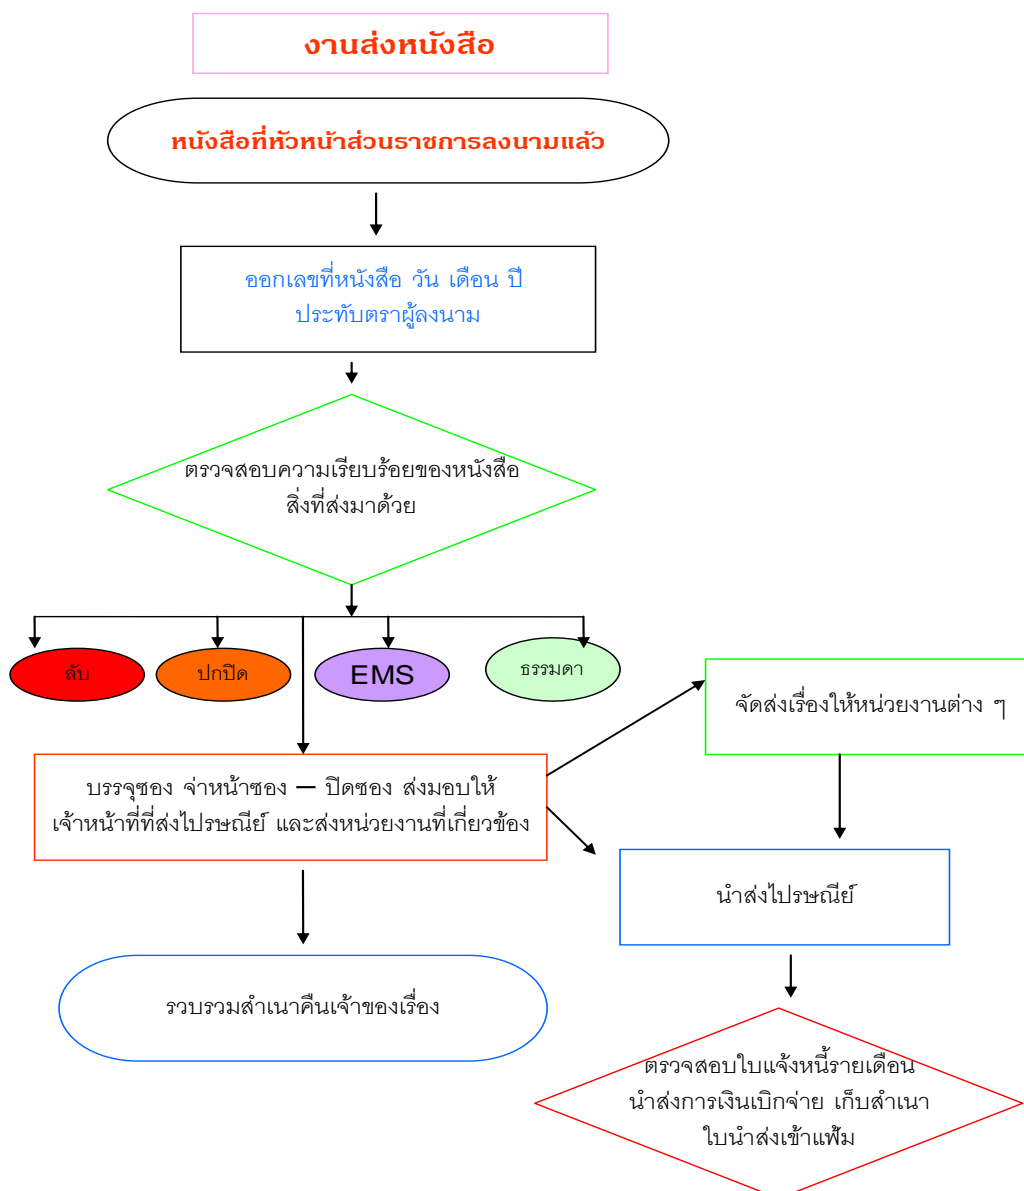 งานส่งหนังสือ
หนังสือที่หัวหน้าส่วนราชการลงนามแล้ว
ออกเลขที่หนังสือ วัน เดือน ปี
ประทับตราผู้ลงนาม
ตรวจสอบความเรียบร้อยของหนังสือ
สิ่งที่ส่งมาด้วย
ลับ
ปกปิด
EMS
ธรรมดา
จัดส่งเรื่องให้หน่วยงานต่าง ๆ
บรรจุซอง จ่าหน้าซอง – ปิดซอง ส่งมอบให้
เจ้าหน้าที่ที่ส่งไปรษณีย์ และส่งหน่วยงานที่เกี่ยวข้อง
นำส่งไปรษณีย์
รวบรวมสำเนาคืนเจ้าของเรื่อง
ตรวจสอบใบแจ้งหนี้รายเดือน
นำส่งการเงินเบิกจ่าย เก็บสำเนา
ใบนำส่งเข้าแฟ้ม